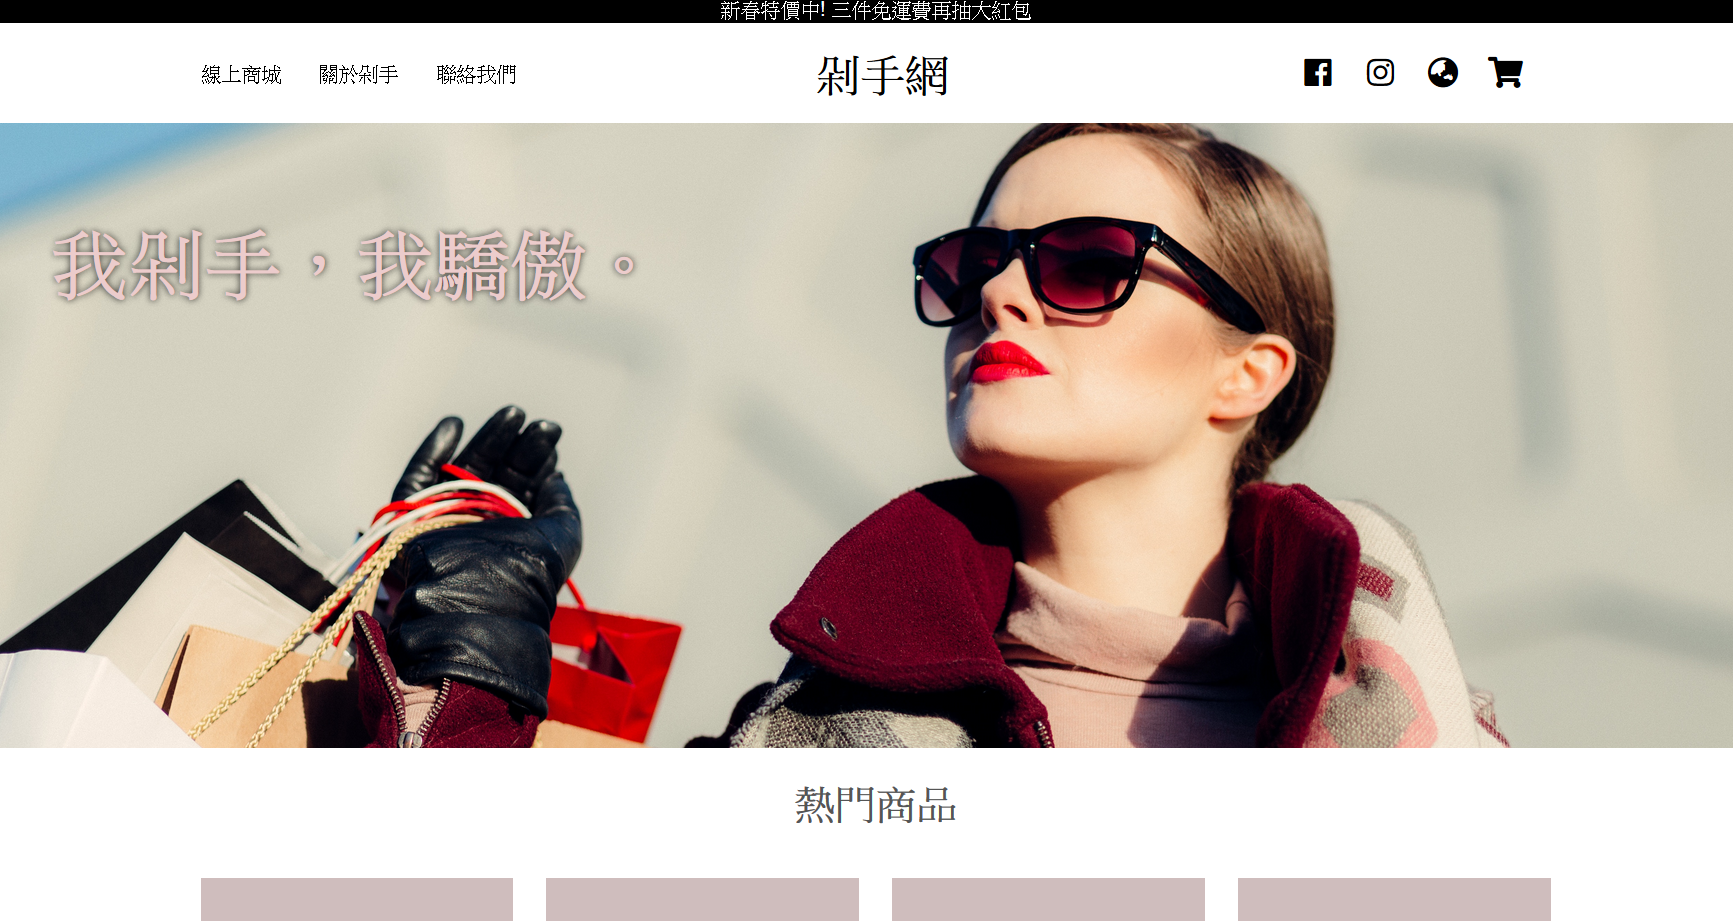 新春特價中! 三件免運費再抽大紅包
線上商城 關於剁手 聯絡我們
剁手網
我剁手，我驕傲。
熱門商品